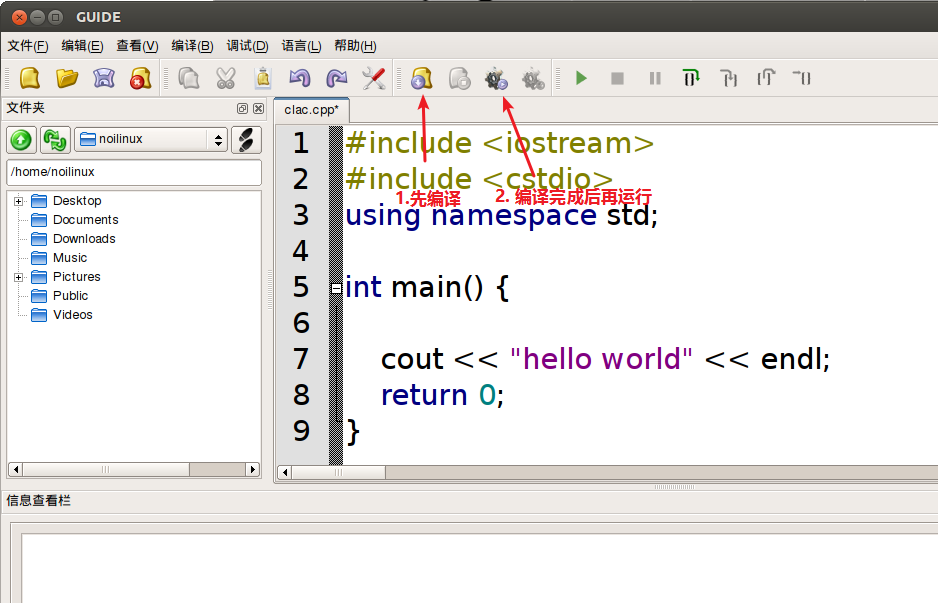 GUIDE
文件(F) 编辑(E) 查看(V) 编译(B) 调试(D) 语言(L) 帮助(H)
文件夹
noilinux
/home/noilinux
Desktop
Documents
Downloads
Music
Pictures
Public
Videos
clac.cpp*
1 #include <iostream>
2 #include <cstdio>
1.先编译
2. 编译完成后再运行
3 using namespace std;
4
5 int main() {
6
7 cout << "hello world" << endl;
8 return 0;
9 }
信息查看栏